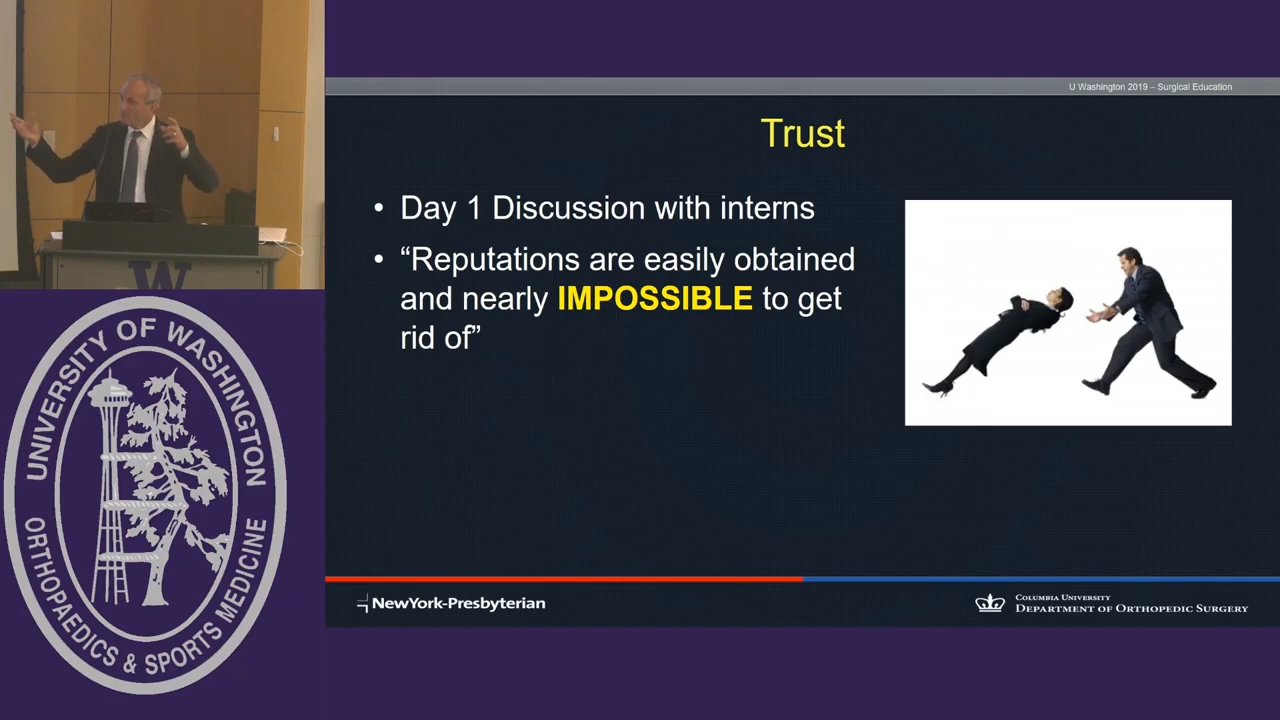 U Washington 2019 – Surgical Education
Trust
• Day 1 Discussion with interns
• “Reputations are easily obtained
and nearly IMPOSSIBLE to get
rid of”
NewYork-Presbyterian
COLUMBIA UNIVERSITY
DEPARTMENT OF ORTHOPEDIC SURGERY
W
UNIVERSITY OF WASHINGTON
ORTHOPAEDICS & SPORTS MEDICINE